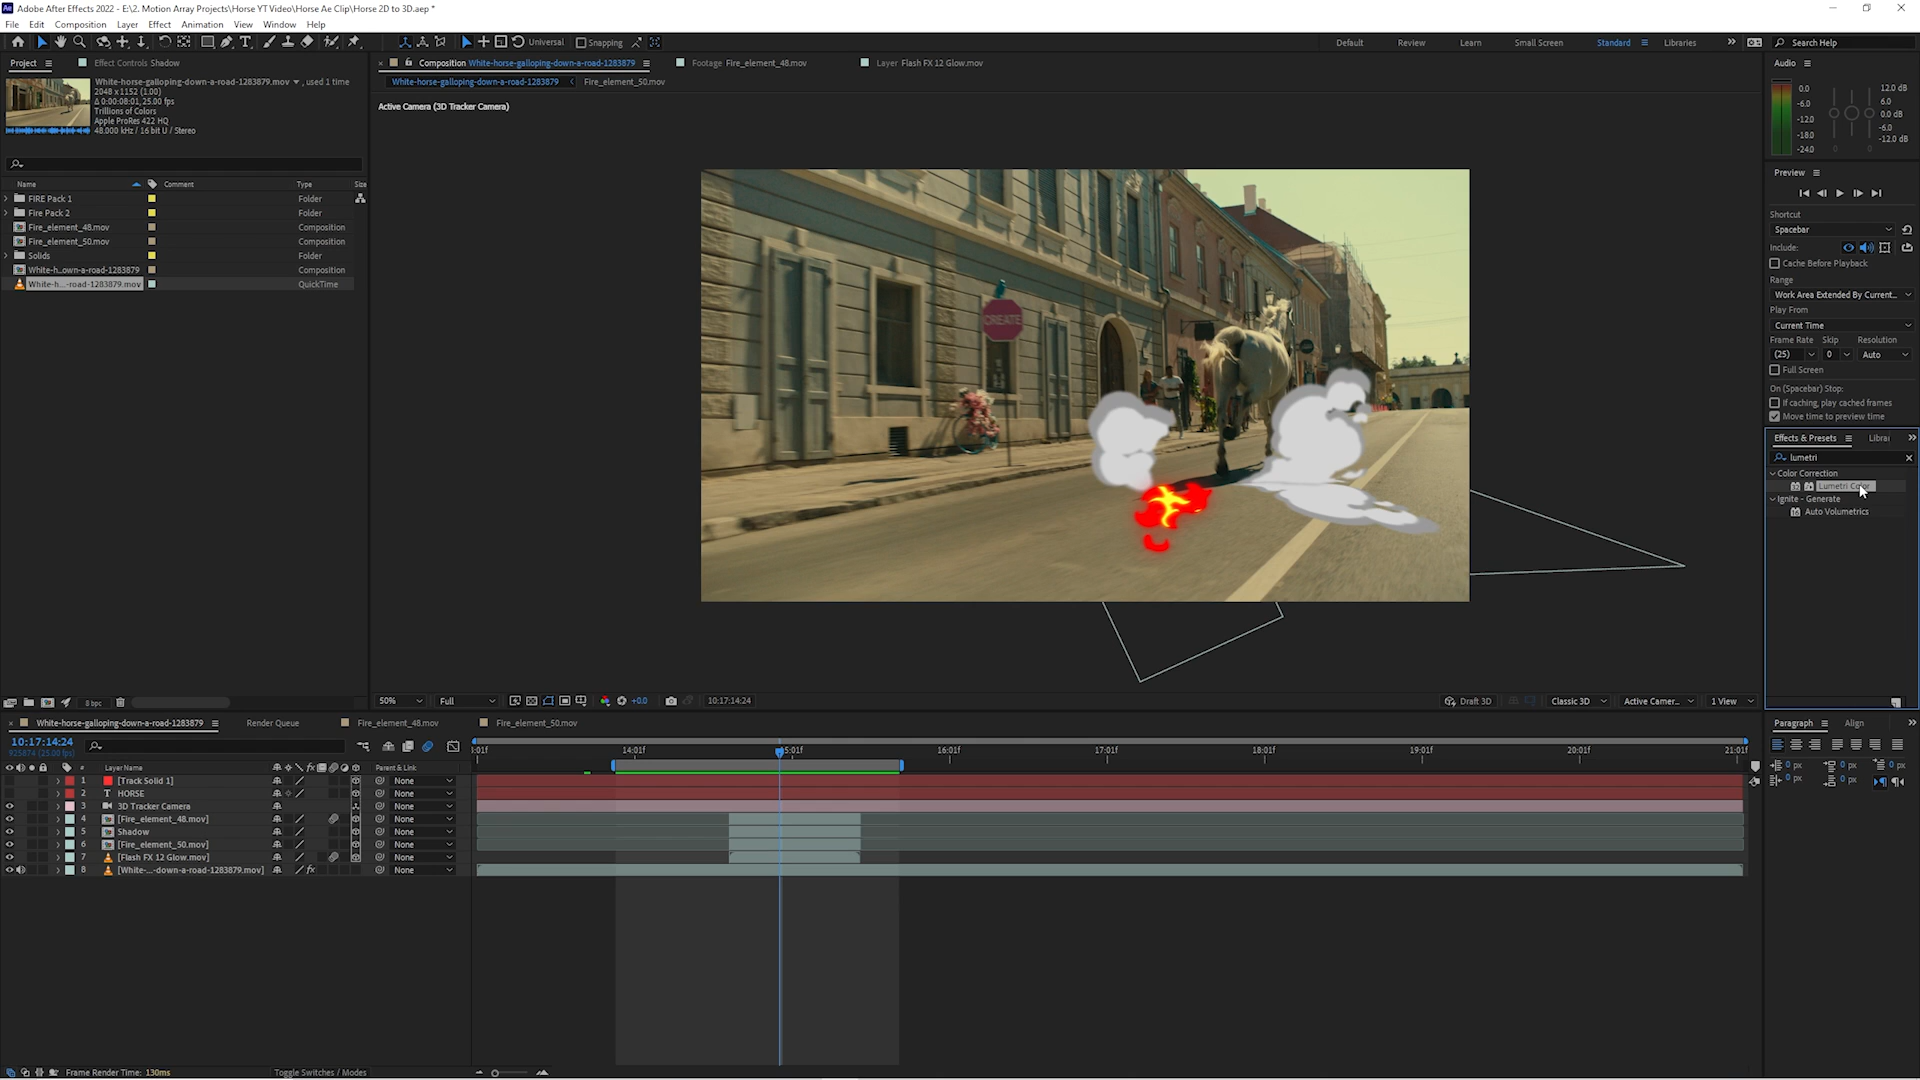 Adobe After Effects 2022 - E:\2. Motion Array Projects\Horse YT Video\Horse Ae Clip\Horse 2D to 3D.aep *
File Edit Composition Layer Effect Animation View Window Help
Universal Snapping Default Review Learn Small Screen Standard Libraries Search Help
Project Effect Controls Shadow
White-horse-galloping-down-a-road-1283879.mov , used 1 time
2048 x 1152 (1.00)
Δ 0:00:08:01, 25.00 fps
Trillions of Colors
Apple ProRes 422 HQ
48.000 kHz / 16 bit U / Stereo
Name Comment Type Size
FIRE Pack 1 Folder
Fire Pack 2 Folder
Fire_element_48.mov Composition
Fire_element_50.mov Composition
Solids Folder
White-h...own-a-road-1283879 Composition
White-h...-road-1283879.mov QuickTime
8 bpc
Composition White-horse-galloping-down-a-road-1283879 Footage Fire_element_48.mov Layer Flash FX 12 Glow.mov
White-horse-galloping-down-a-road-1283879 Fire_element_50.mov
Active Camera (3D Tracker Camera)
CREATE
50% Full +0.0 10:17:14:24 Draft 3D Classic 3D Active Camer... 1 View
Audio
0.0
-6.0
-12.0
-18.0
-24.0
12.0 dB
6.0
0.0 dB
-6.0
-12.0 dB
Preview
Shortcut
Spacebar
Include:
Cache Before Playback
Range
Work Area Extended By Current...
Play From
Current Time
Frame Rate Skip Resolution
(25) 0 Auto
Full Screen
On (Spacebar) Stop:
If caching, play cached frames
Move time to preview time
Effects & Presets Librai
lumetri
Color Correction
Lumetri Color
Ignite - Generate
Auto Volumetrics
White-horse-galloping-down-a-road-1283879 Render Queue Fire_element_48.mov Fire_element_50.mov
10:17:14:24
925874 (25.00 fps)
:01f 14:01f 5:01f 16:01f 17:01f 18:01f 19:01f 20:01f 21:01f
# Layer Name Parent & Link
1 [Track Solid 1] None
2 T HORSE None
3 3D Tracker Camera None
4 [Fire_element_48.mov] None
5 Shadow None
6 [Fire_element_50.mov] None
7 [Flash FX 12 Glow.mov] None
8 [White-...-down-a-road-1283879.mov] fx None
Frame Render Time: 130ms Toggle Switches / Modes
Paragraph Align
0 px 0 px 0 px
0 px 0 px